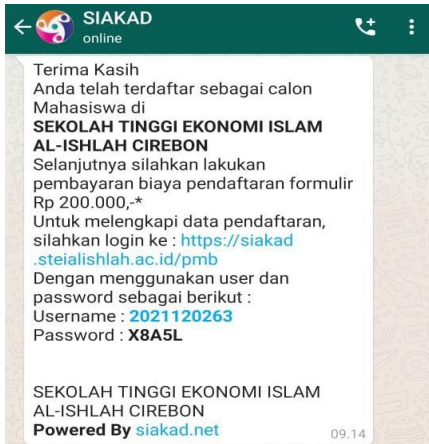 SIAKAD
online
Terima Kasih
Anda telah terdaftar sebagai calon
Mahasiswa di
SEKOLAH TINGGI EKONOMI ISLAM
AL-ISHLAH CIREBON
Selanjutnya silahkan lakukan
pembayaran biaya pendaftaran formulir
Rp 200.000,-*
Untuk melengkapi data pendaftaran,
silahkan login ke : https://siakad
.steialishlah.ac.id/pmb
Dengan menggunakan user dan
password sebagai berikut :
Username : 2021120263
Password : X8A5L
SEKOLAH TINGGI EKONOMI ISLAM
AL-ISHLAH CIREBON
Powered By siakad.net
09.14